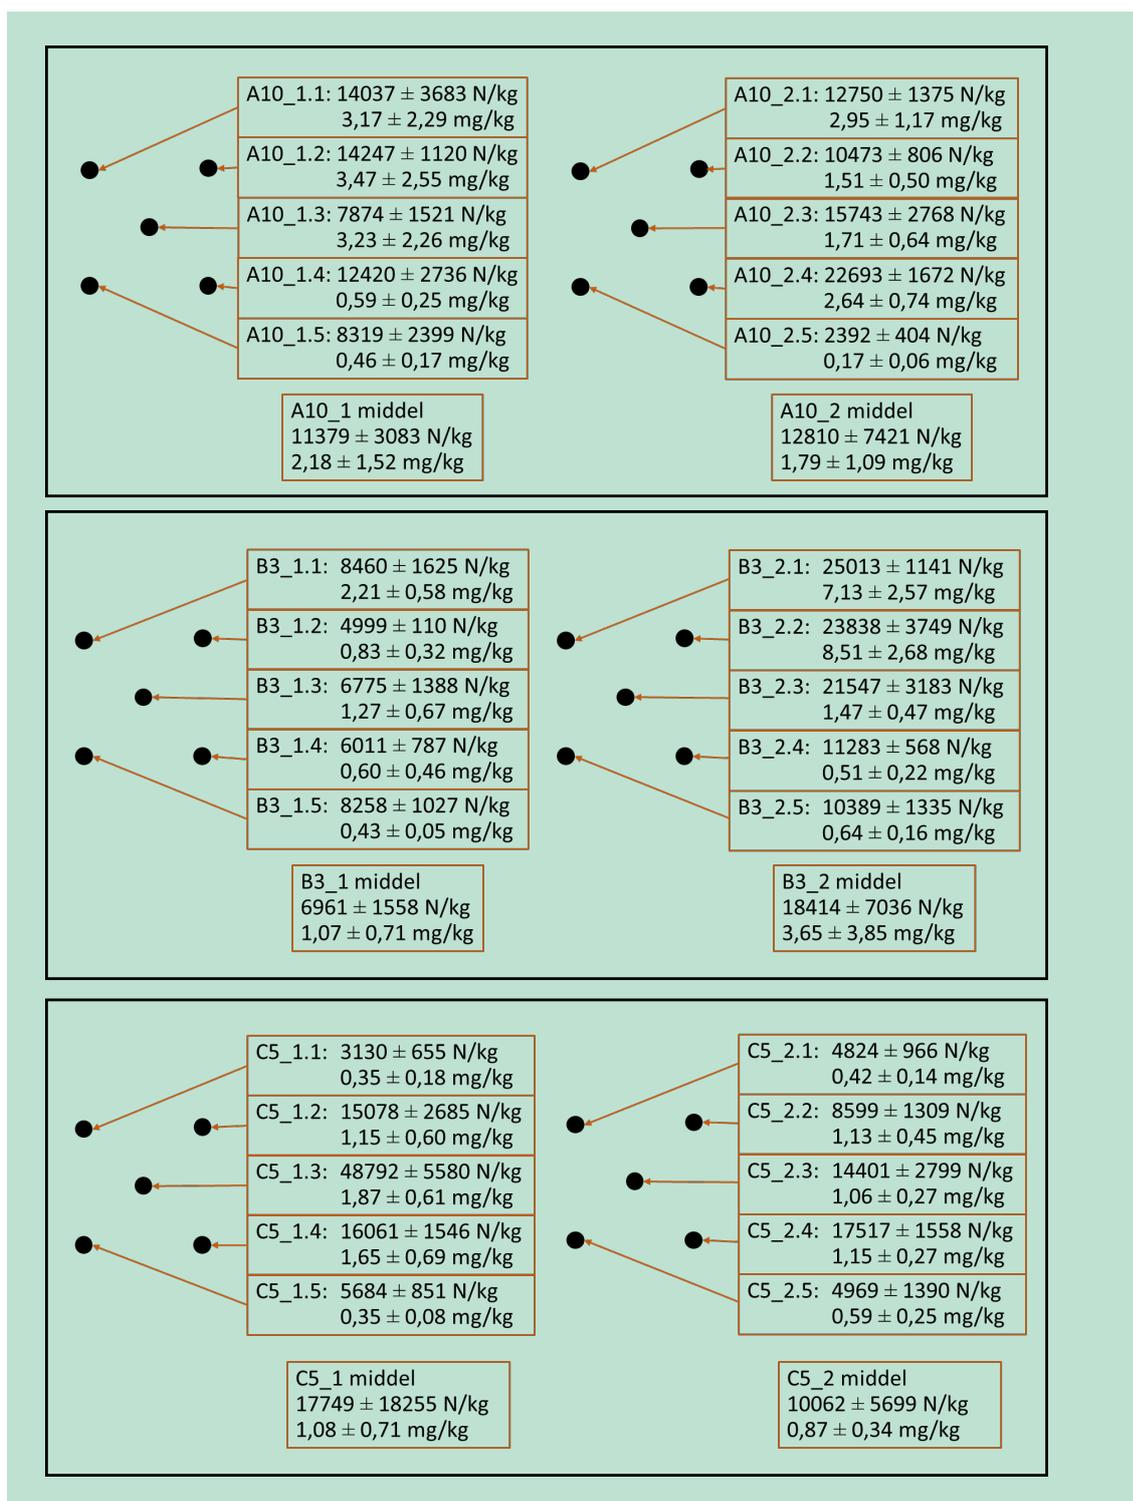 A10_1.1: 14037 ± 3683 N/kg
3,17 ± 2,29 mg/kg
A10_1.2: 14247 ± 1120 N/kg
3,47 ± 2,55 mg/kg
A10_1.3: 7874 ± 1521 N/kg
3,23 ± 2,26 mg/kg
A10_1.4: 12420 ± 2736 N/kg
0,59 ± 0,25 mg/kg
A10_1.5: 8319 ± 2399 N/kg
0,46 ± 0,17 mg/kg
A10_1 middel
11379 ± 3083 N/kg
2,18 ± 1,52 mg/kg
A10_2.1: 12750 ± 1375 N/kg
2,95 ± 1,17 mg/kg
A10_2.2: 10473 ± 806 N/kg
1,51 ± 0,50 mg/kg
A10_2.3: 15743 ± 2768 N/kg
1,71 ± 0,64 mg/kg
A10_2.4: 22693 ± 1672 N/kg
2,64 ± 0,74 mg/kg
A10_2.5: 2392 ± 404 N/kg
0,17 ± 0,06 mg/kg
A10_2 middel
12810 ± 7421 N/kg
1,79 ± 1,09 mg/kg
B3_1.1: 8460 ± 1625 N/kg
2,21 ± 0,58 mg/kg
B3_1.2: 4999 ± 110 N/kg
0,83 ± 0,32 mg/kg
B3_1.3: 6775 ± 1388 N/kg
1,27 ± 0,67 mg/kg
B3_1.4: 6011 ± 787 N/kg
0,60 ± 0,46 mg/kg
B3_1.5: 8258 ± 1027 N/kg
0,43 ± 0,05 mg/kg
B3_1 middel
6961 ± 1558 N/kg
1,07 ± 0,71 mg/kg
B3_2.1: 25013 ± 1141 N/kg
7,13 ± 2,57 mg/kg
B3_2.2: 23838 ± 3749 N/kg
8,51 ± 2,68 mg/kg
B3_2.3: 21547 ± 3183 N/kg
1,47 ± 0,47 mg/kg
B3_2.4: 11283 ± 568 N/kg
0,51 ± 0,22 mg/kg
B3_2.5: 10389 ± 1335 N/kg
0,64 ± 0,16 mg/kg
B3_2 middel
18414 ± 7036 N/kg
3,65 ± 3,85 mg/kg
C5_1.1: 3130 ± 655 N/kg
0,35 ± 0,18 mg/kg
C5_1.2: 15078 ± 2685 N/kg
1,15 ± 0,60 mg/kg
C5_1.3: 48792 ± 5580 N/kg
1,87 ± 0,61 mg/kg
C5_1.4: 16061 ± 1546 N/kg
1,65 ± 0,69 mg/kg
C5_1.5: 5684 ± 851 N/kg
0,35 ± 0,08 mg/kg
C5_1 middel
17749 ± 18255 N/kg
1,08 ± 0,71 mg/kg
C5_2.1: 4824 ± 966 N/kg
0,42 ± 0,14 mg/kg
C5_2.2: 8599 ± 1309 N/kg
1,13 ± 0,45 mg/kg
C5_2.3: 14401 ± 2799 N/kg
1,06 ± 0,27 mg/kg
C5_2.4: 17517 ± 1558 N/kg
1,15 ± 0,27 mg/kg
C5_2.5: 4969 ± 1390 N/kg
0,59 ± 0,25 mg/kg
C5_2 middel
10062 ± 5699 N/kg
0,87 ± 0,34 mg/kg